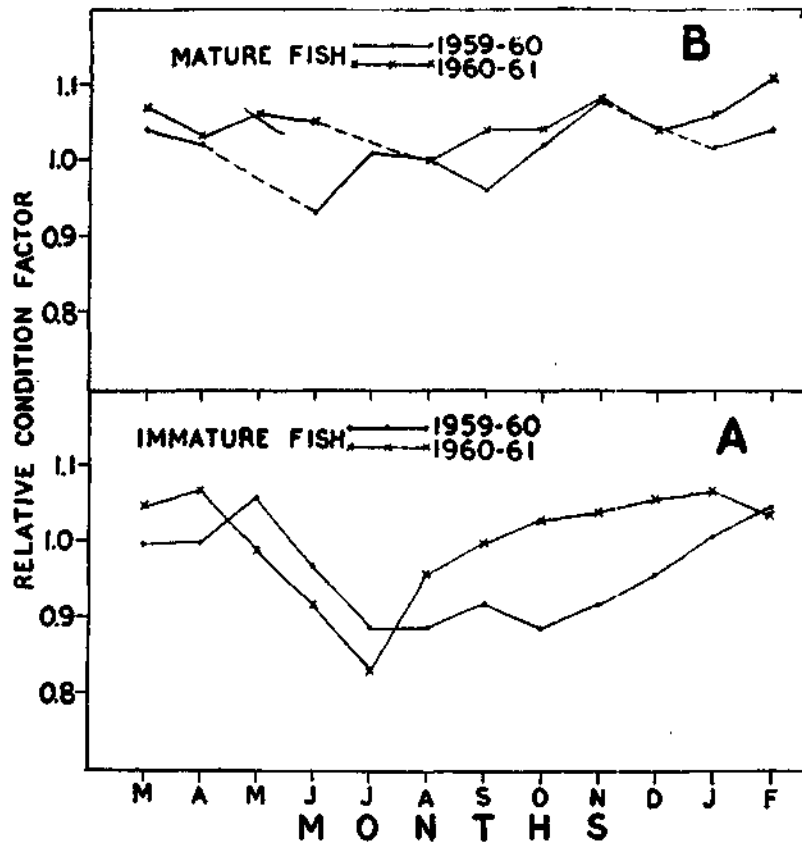 B
MATURE FISH 1959-60
1960-61
1.1
1.0
0.9
0.8
RELATIVE CONDITION FACTOR
A
IMMATURE FISH 1959-60
1960-61
1.1
1.0
0.9
0.8
M A M J J A S O N D J F
MONTHS